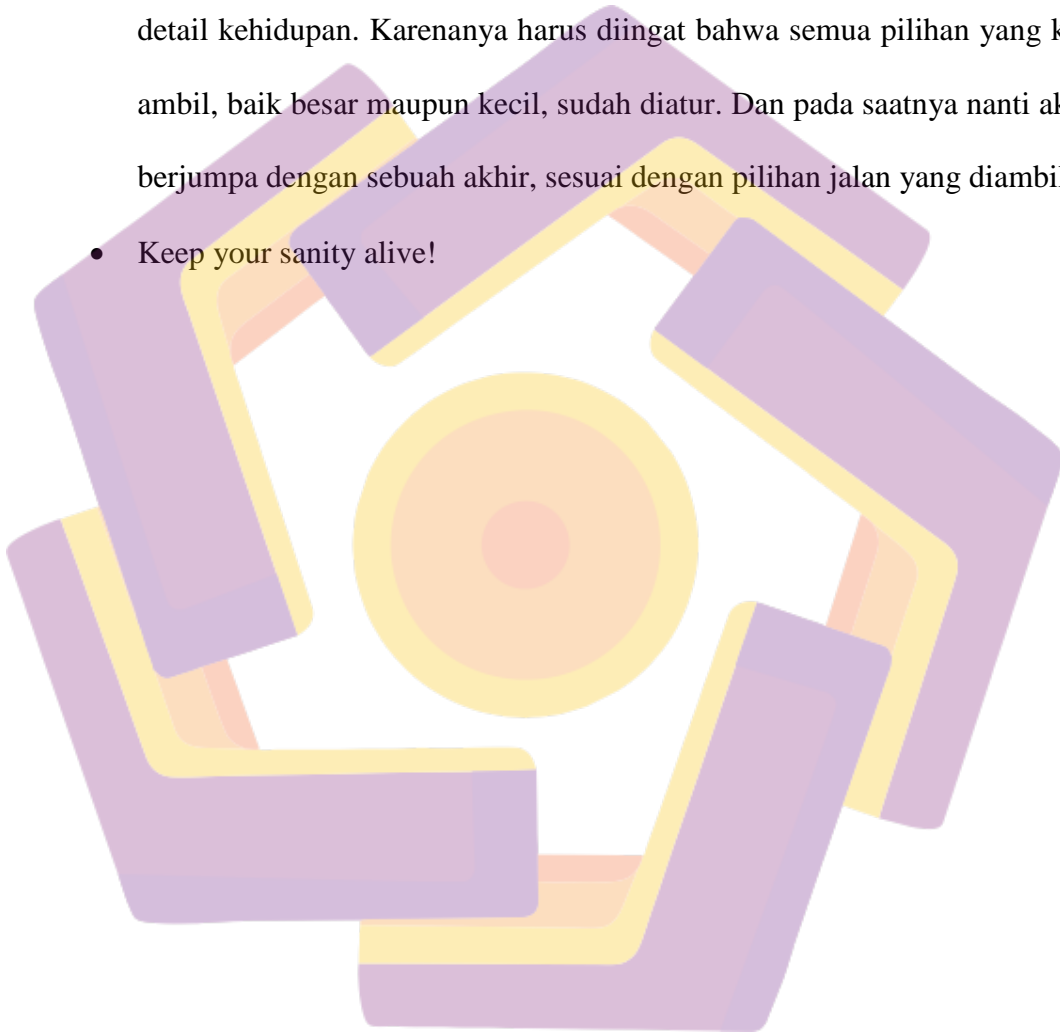 detail kehidupan. Karenanya harus diingat bahwa semua pilihan yang
ambil, baik besar maupun kecil, sudah diatur. Dan pada saatnya nanti
berjumpa dengan sebuah akhir, sesuai dengan pilihan jalan yang diambil
• Keep your sanity alive!